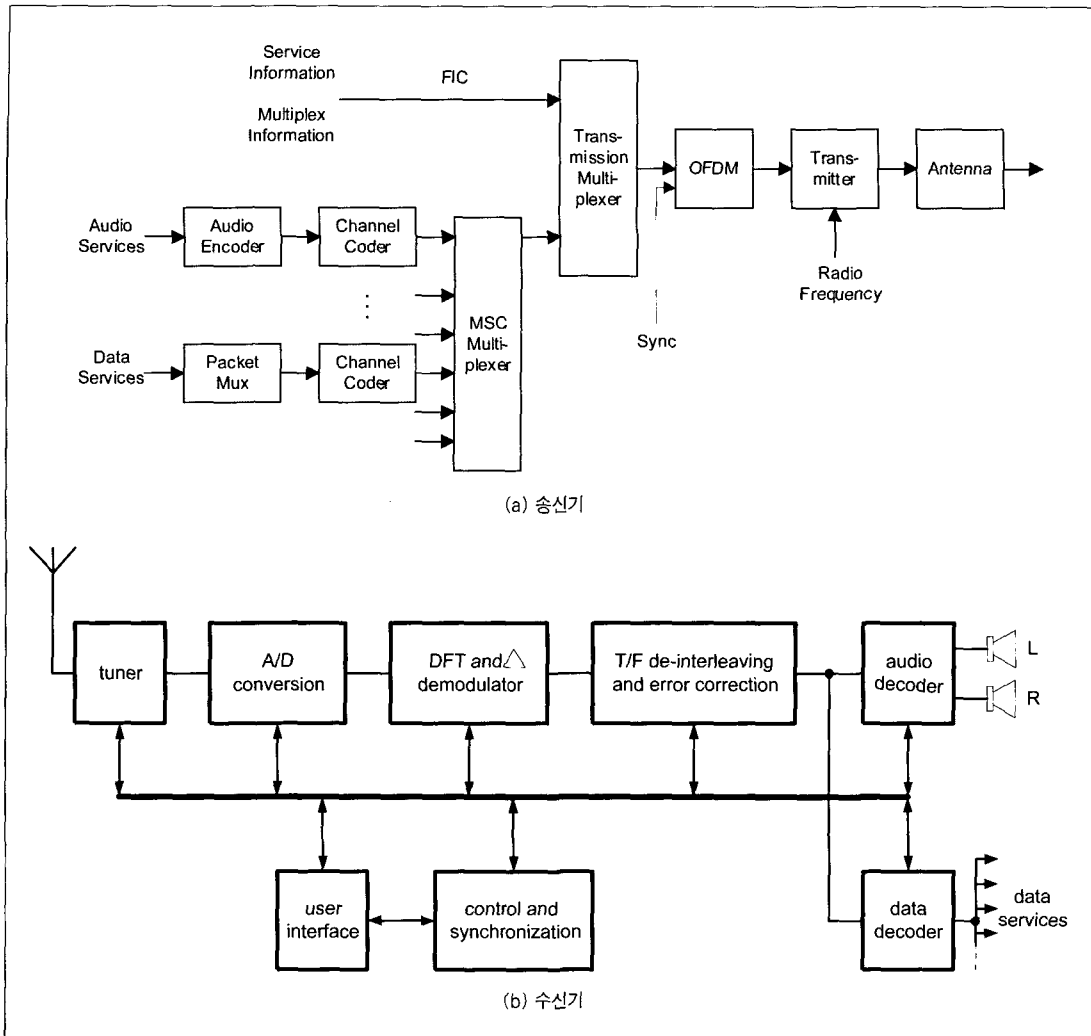 Service
Information
FIC
Multiplex
Information
Trans-
mission
Multi-
plexer
OFDM
Trans-
mitter
Antenna
Audio
Services
Audio
Encoder
Channel
Coder
Radio
Frequency
MSC
Multi-
plexer
Sync
Data
Services
Packet
Mux
Channel
Coder
(a) 송신기
tuner
A/D
conversion
DFT and △
demodulator
T/F de-interleaving
and error correction
audio
decoder
L
R
user
interface
control and
synchronization
data
decoder
data
services
(b) 수신기